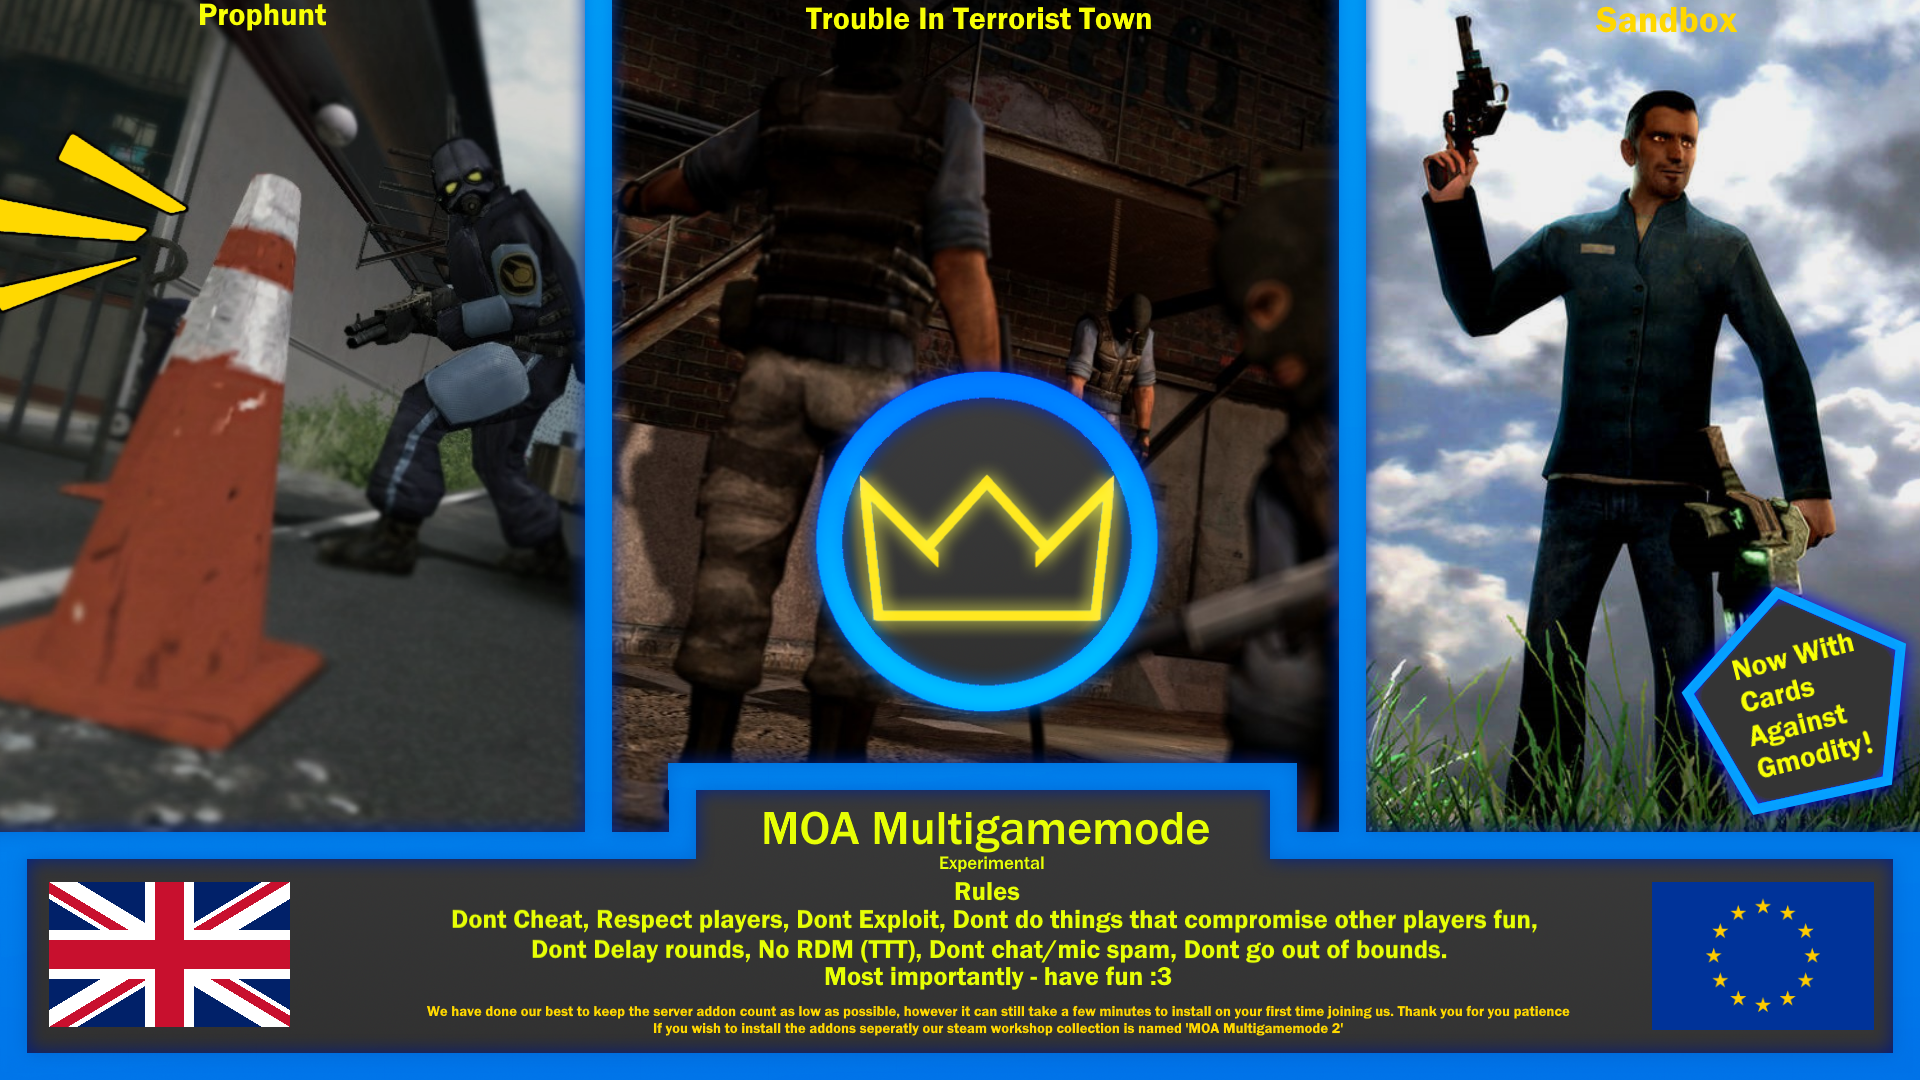 Prophunt
Trouble In Terrorist Town
Sandbox
Now With
Cards
Against
Gmodity!
MOA Multigamemode
Experimental
Rules
Dont Cheat, Respect players, Dont Exploit, Dont do things that compromise other players fun,
Dont Delay rounds, No RDM (TTT), Dont chat/mic spam, Dont go out of bounds.
Most importantly - have fun :3
We have done our best to keep the server addon count as low as possible, however it can still take a few minutes to install on your first time joining us. Thank you for you patience
If you wish to install the addons seperatly our steam workshop collection is named 'MOA Multigamemode 2'